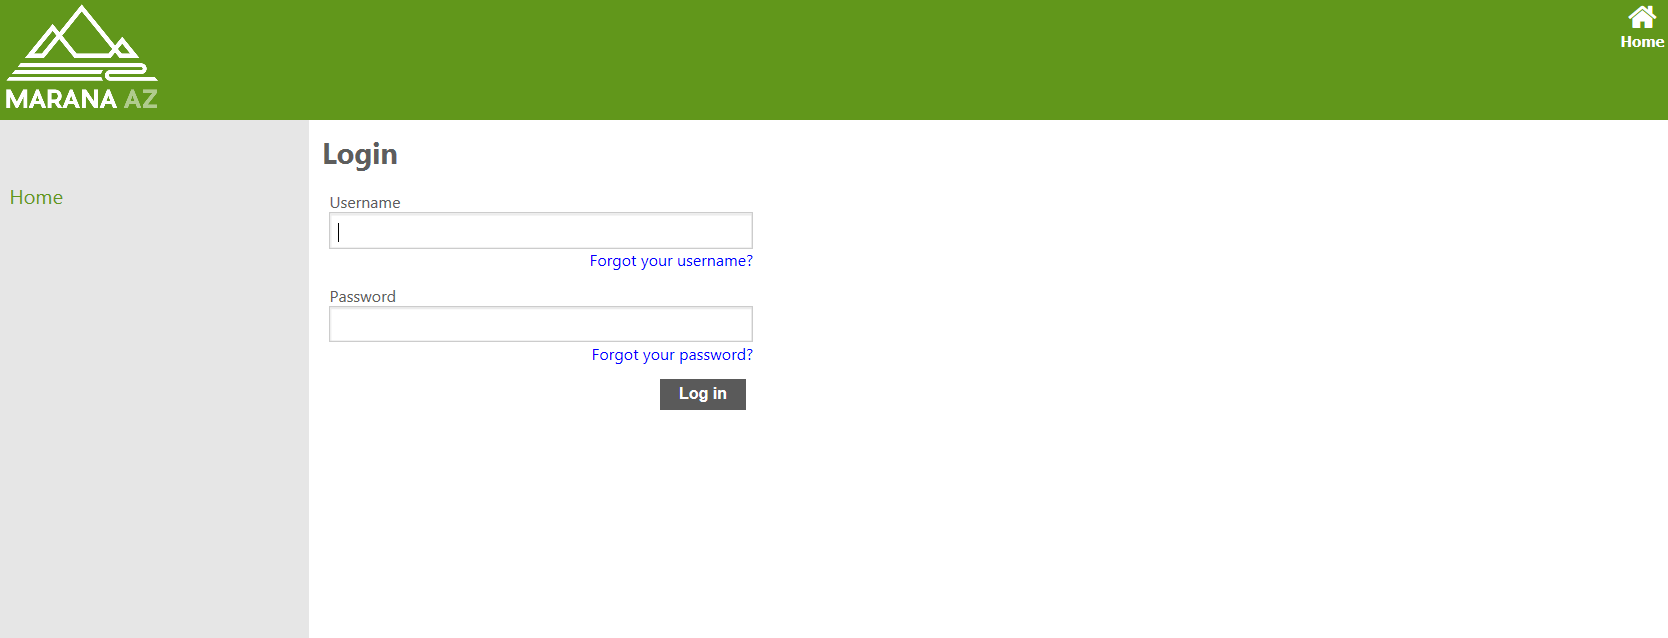 MARANA AZ
Home
Home
Login
Username
Forgot your username?
Password
Forgot your password?
Log in